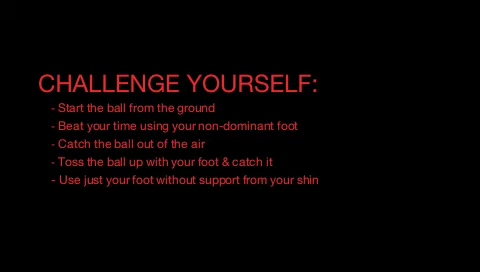 CHALLENGE YOURSELF:
- Start the ball from the ground
- Beat your time using your non-dominant foot
- Catch the ball out of the air
- Toss the ball up with your foot & catch it
- Use just your foot without support from your shin